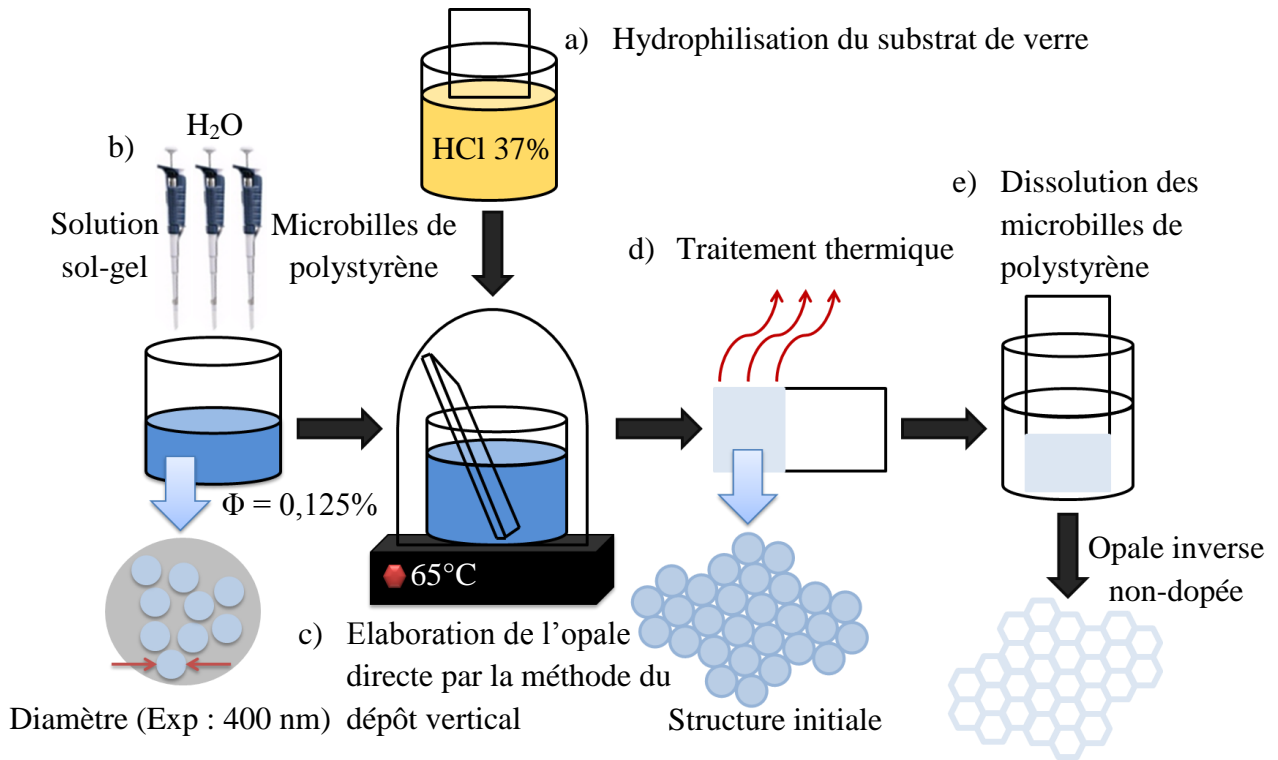 a) Hydrophilisation du substrat de verre
HCl 37%
b)
H₂O
Solution
sol-gel
Microbilles de
polystyrène
Φ = 0,125%
Diamètre (Exp : 400 nm)
65°C
c) Elaboration de l’opale
directe par la méthode du
dépôt vertical
d) Traitement thermique
Structure initiale
e) Dissolution des
microbilles de
polystyrène
Opale inverse
non-dopée